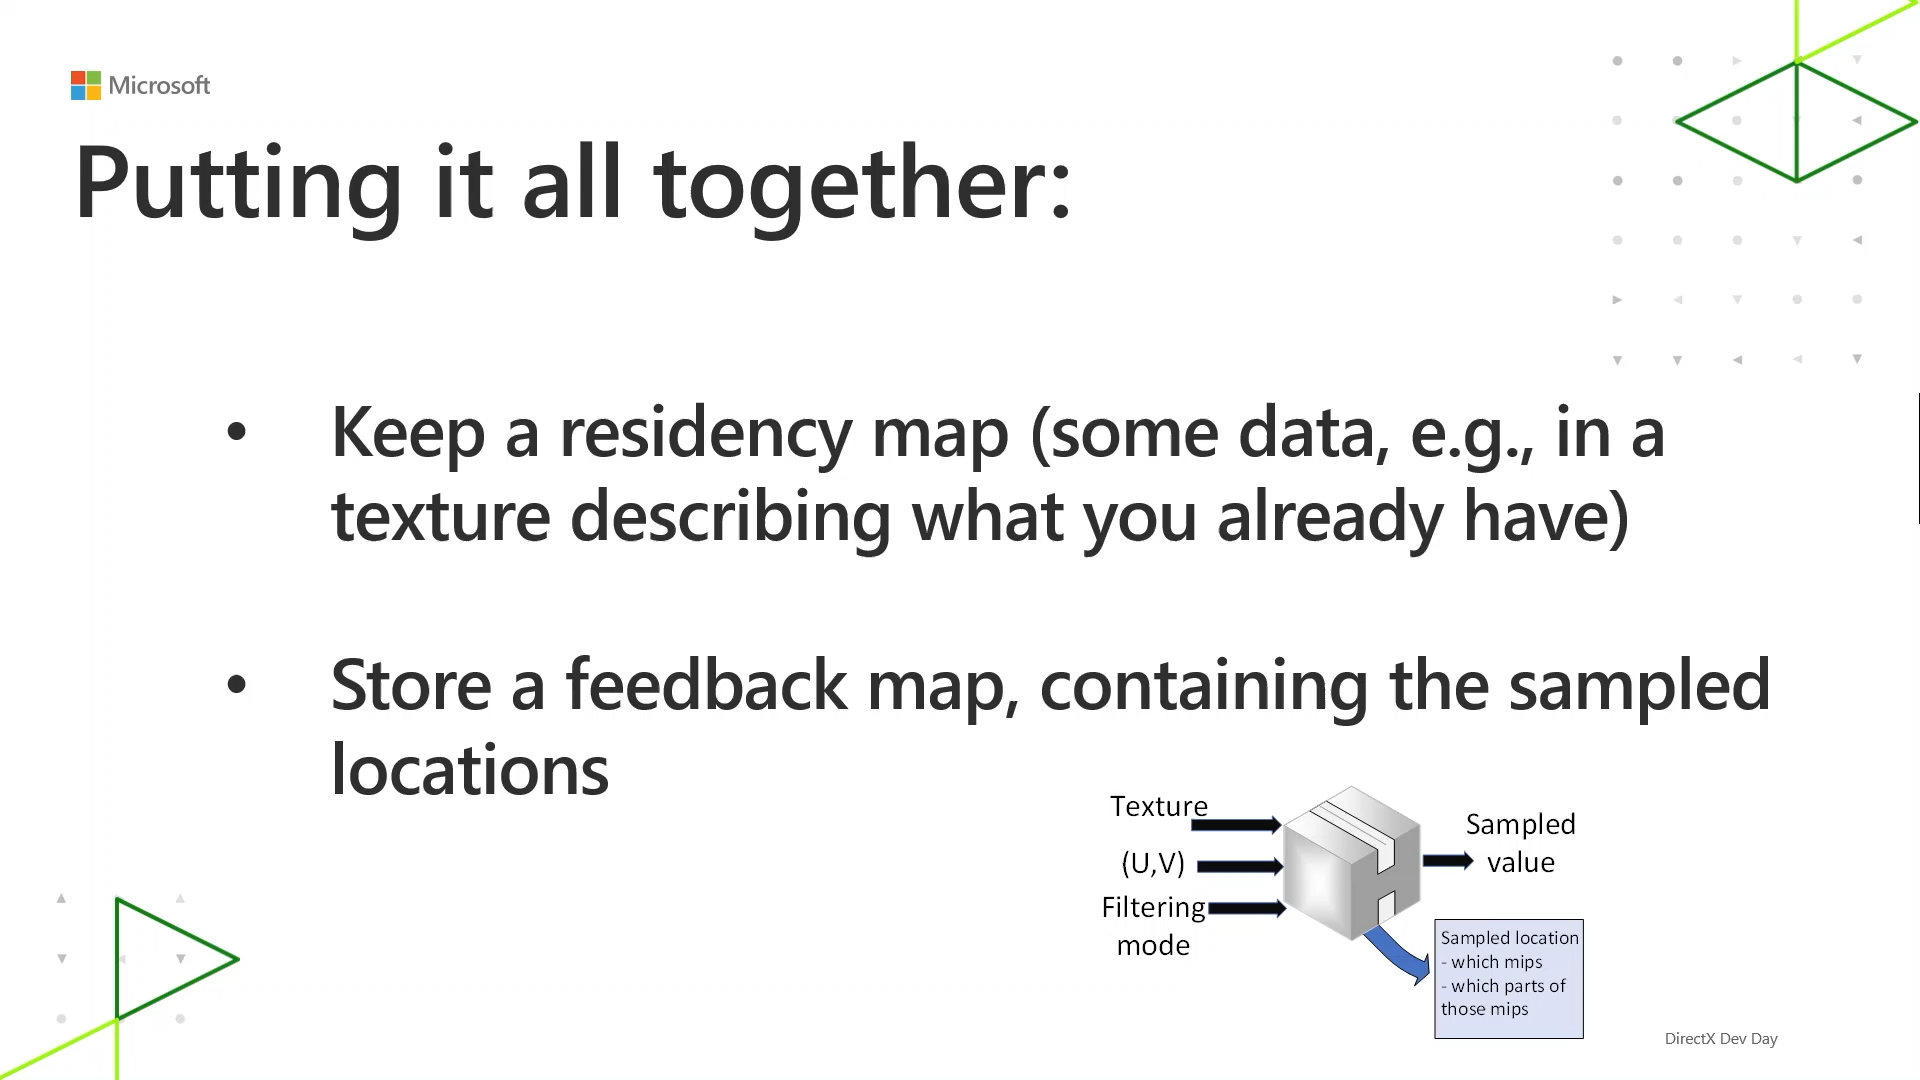 Microsoft
Putting it all together:
• Keep a residency map (some data, e.g., in a
texture describing what you already have)
• Store a feedback map, containing the sampled
locations
Texture
(U,V)
Filtering
mode
Sampled
value
Sampled location
- which mips
- which parts of
those mips
DirectX Dev Day